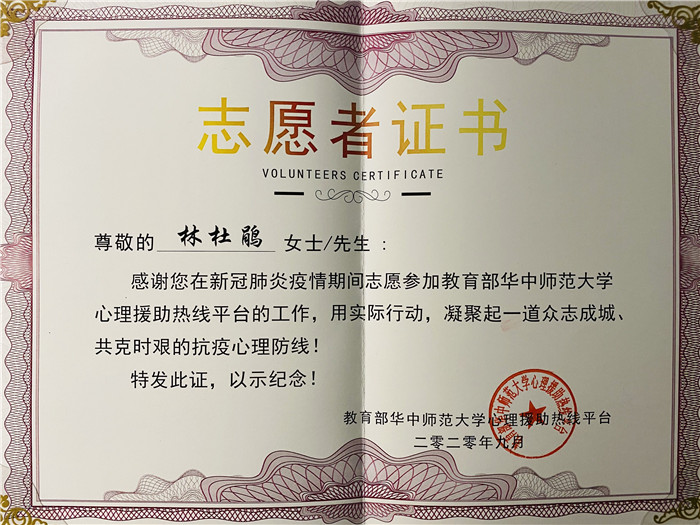 志愿者证书
VOLUNTEERS CERTIFICATE
尊敬的 林杜鹃 女士/先生：
感谢您在新冠肺炎疫情期间志愿参加教育部华中师范大学
心理援助热线平台的工作，用实际行动，凝聚起一道众志成城、
共克时艰的抗疫心理防线！
特发此证，以示纪念！
教育部华中师范大学心理援助热线平台
二零二零年九月